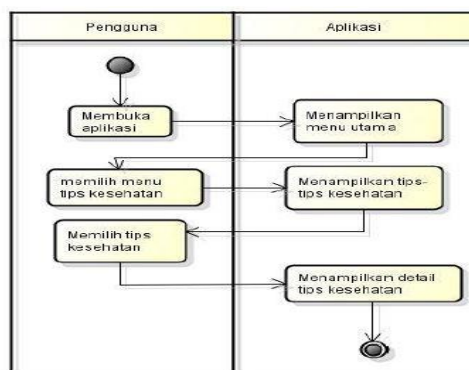 Pengguna
Aplikasi
Membuka
aplikasi
Menampilkan
menu utama
memilih menu
tips kesehatan
Menampilkan tips-
tips kesehatan
Memilih tips
kesehatan
Menampilkan detail
tips kesehatan